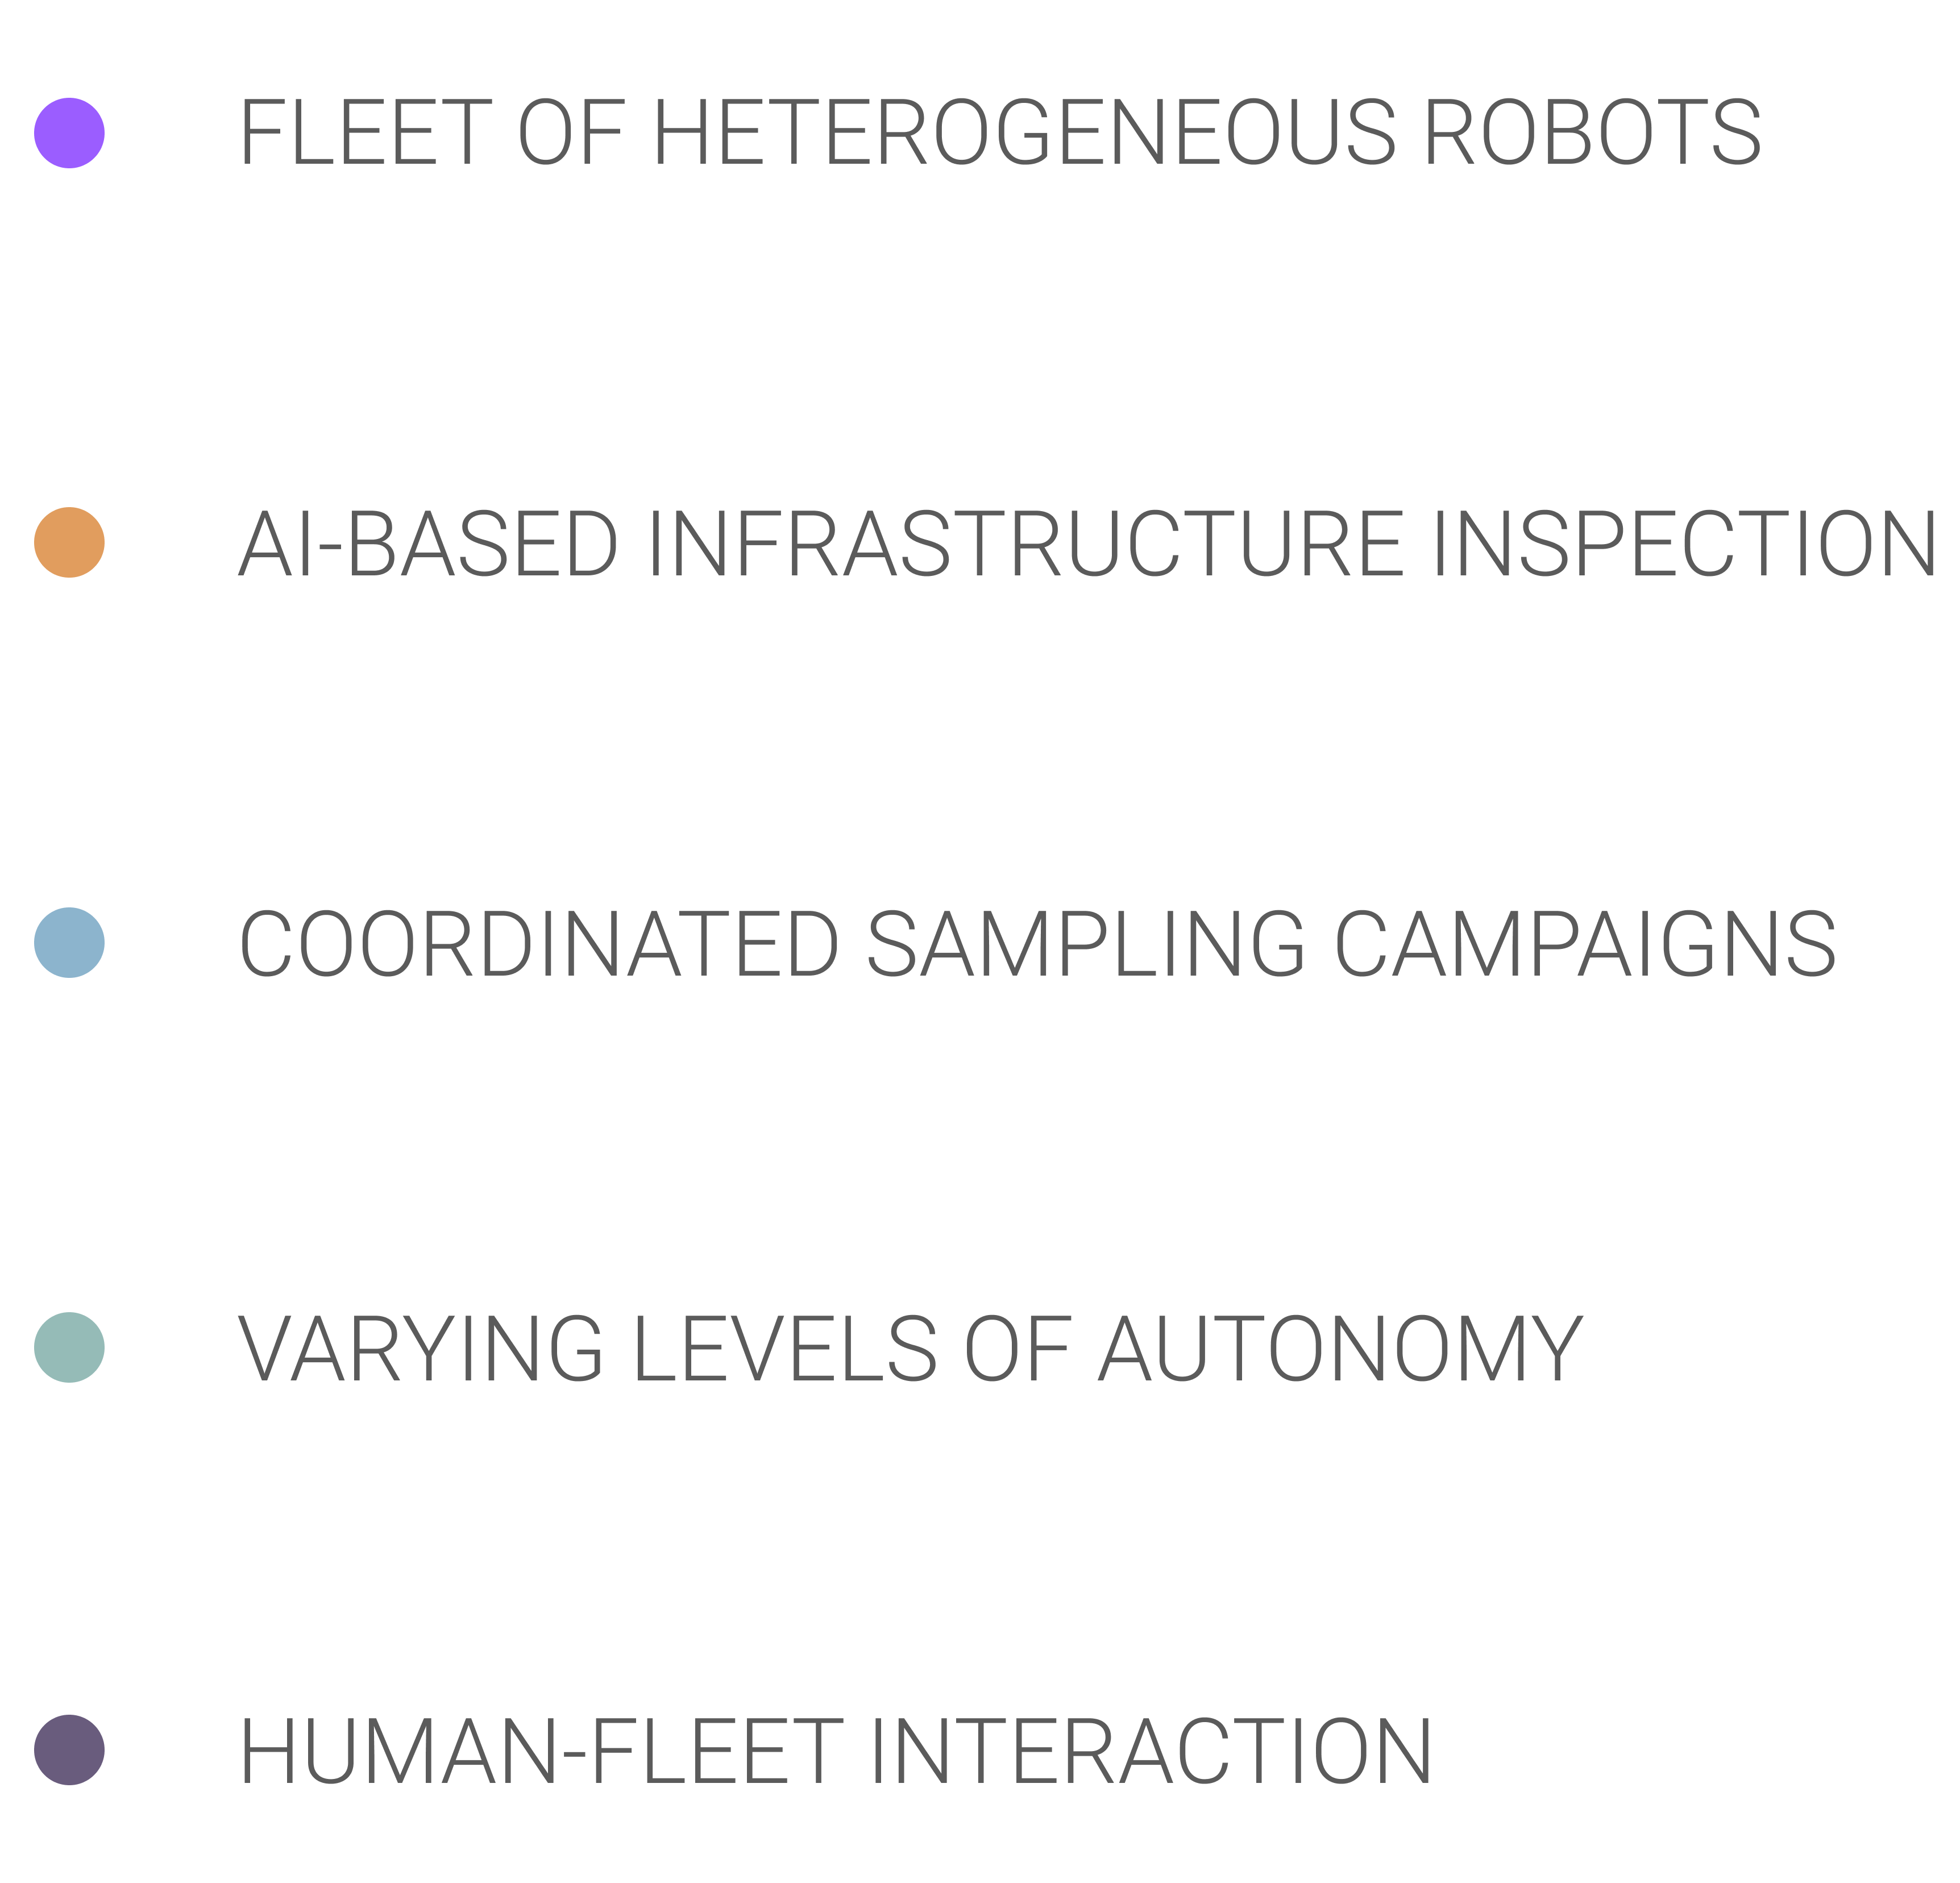 FLEET OF HETEROGENEOUS ROBOTS
AI-BASED INFRASTRUCTURE INSPECTION
COORDINATED SAMPLING CAMPAIGNS
VARYING LEVELS OF AUTONOMY
HUMAN-FLEET INTERACTION